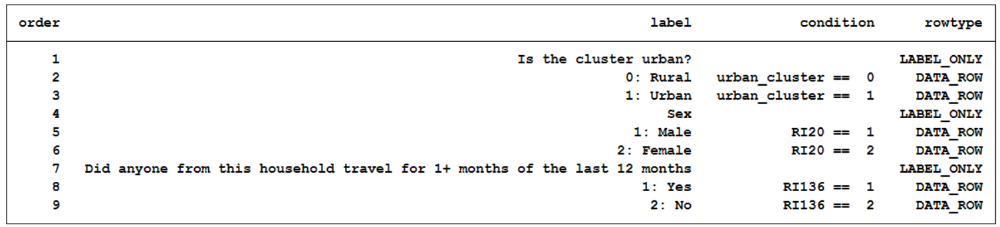 order label condition rowtype
1 Is the cluster urban? LABEL_ONLY
2 0: Rural urban_cluster == 0 DATA_ROW
3 1: Urban urban_cluster == 1 DATA_ROW
4 Sex LABEL_ONLY
5 1: Male RI20 == 1 DATA_ROW
6 2: Female RI20 == 2 DATA_ROW
7 Did anyone from this household travel for 1+ months of the last 12 months LABEL_ONLY
8 1: Yes RI136 == 1 DATA_ROW
9 2: No RI136 == 2 DATA_ROW